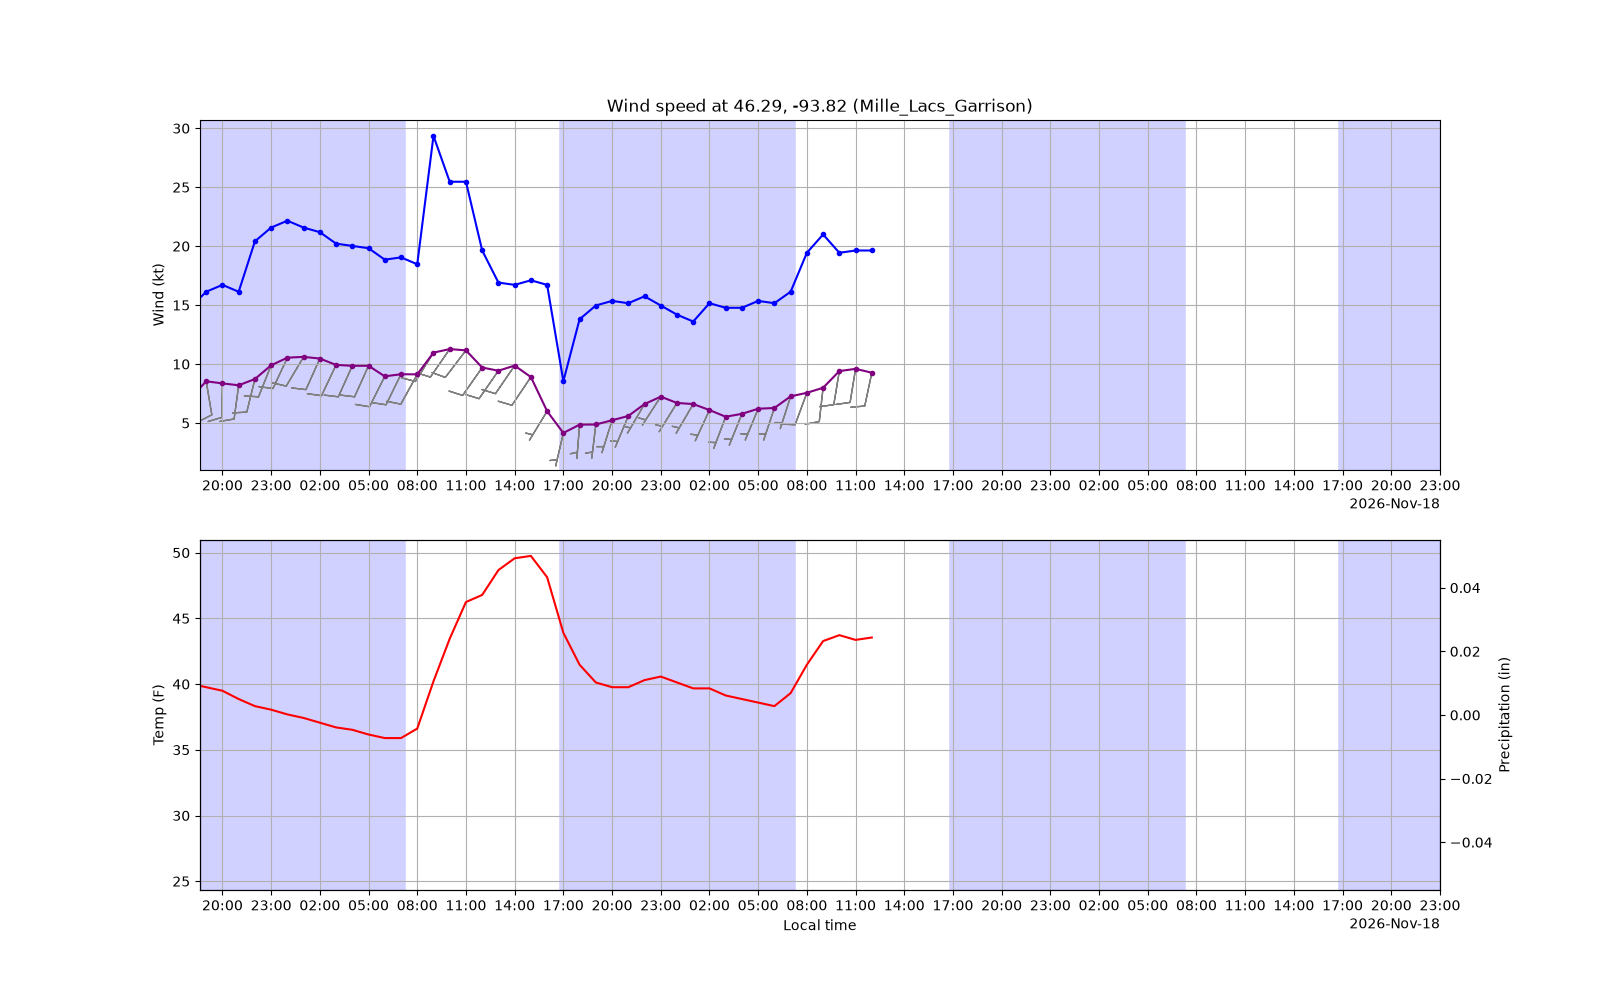 Wind speed at 46.29, -93.82 (Mille_Lacs_Garrison)
30
25
20
15
10
5
Wind (kt)
20:00 23:00 02:00 05:00 08:00 11:00 14:00 17:00 20:00 23:00 02:00 05:00 08:00 11:00 14:00 17:00 20:00 23:00 02:00 05:00 08:00 11:00 14:00 17:00 20:00 23:00
2026-Nov-18
50
45
40
35
30
25
Temp (F)
0.04
0.02
0.00
−0.02
−0.04
Precipitation (in)
20:00 23:00 02:00 05:00 08:00 11:00 14:00 17:00 20:00 23:00 02:00 05:00 08:00 11:00 14:00 17:00 20:00 23:00 02:00 05:00 08:00 11:00 14:00 17:00 20:00 23:00
Local time
2026-Nov-18